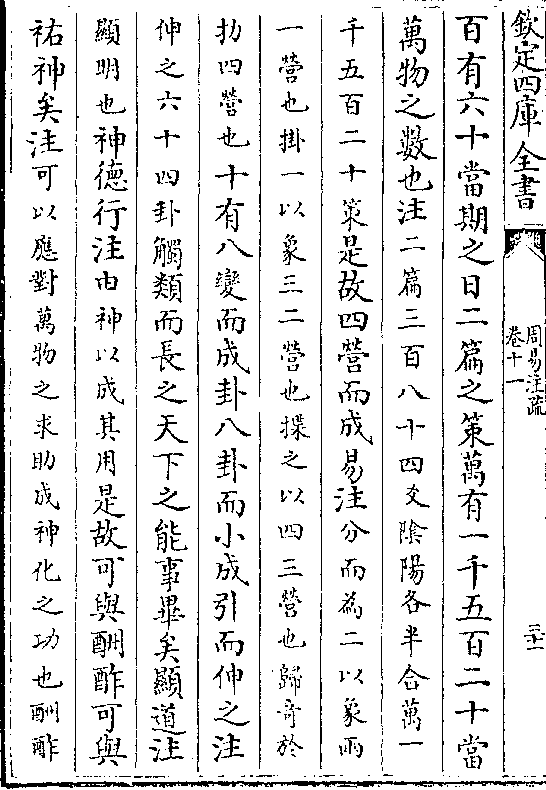 欽定四庫全書
周易注疏
卷十一
三十一
百有六十當期之日二篇之策萬有一千五百二十當
萬物之數也注二篇三百八十四爻陰陽各半合萬一
千五百二十策是故四營而成易注分而為二以象兩
一營也掛一以象三二營也揲之以四三營也歸奇於
扐四營也十有八變而成卦八卦而小成引而伸之注
伸之六十四卦觸類而長之天下之能事畢矣顯道注
顯明也神德行注由神以成其用是故可與酬酢可與
祐神矣注可以應對萬物之求助成神化之功也酬酢